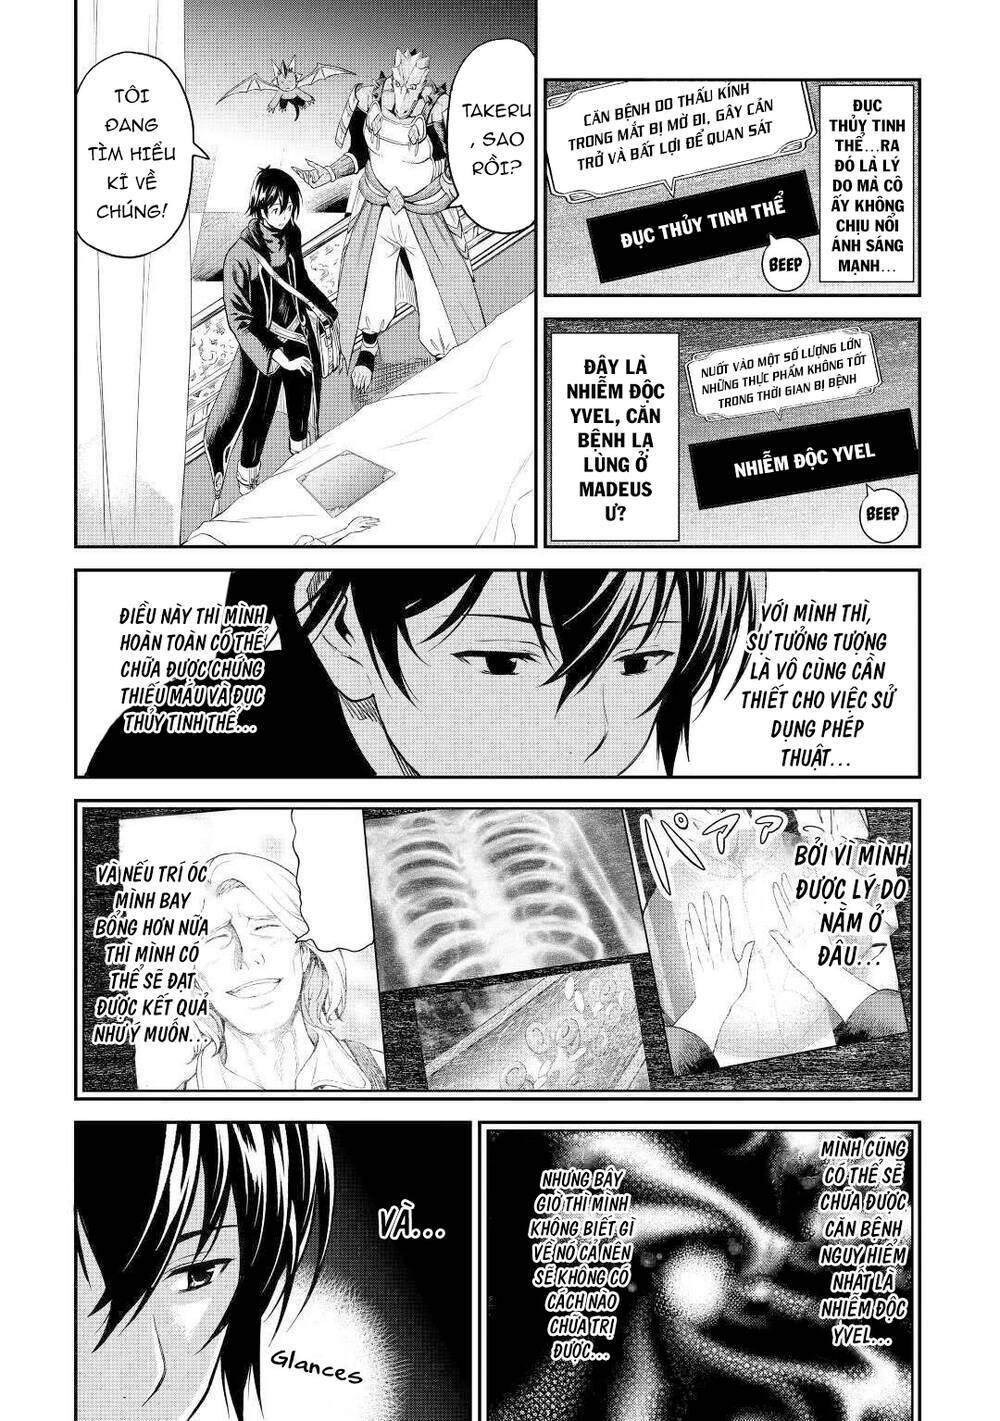 ĐỤC
THỦY TINH
THỂ...RA
ĐÓ LÀ LÝ
DO MÀ CÔ
ẤY KHÔNG
CHỊU NỔI
ÁNH SÁNG
MẠNH...
CĂN BỆNH DO THẤU KÍNH
TRONG MẮT BỊ MỜ ĐI, GÂY CẢN
TRỞ VÀ BẤT LỢI ĐỂ QUAN SÁT
ĐỤC THỦY TINH THỂ
BEEP
NUỐT VÀO MỘT SỐ LƯỢNG LỚN
NHỮNG THỰC PHẨM KHÔNG TỐT
TRONG THỜI GIAN BỊ BỆNH
NHIỄM ĐỘC YVEL
BEEP
ĐÂY LÀ
NHIỄM ĐỘC
YVEL, CĂN
BỆNH LẠ
LÙNG Ở
MADEUS
Ư?
TAKERU
, SAO
RỒI?
TÔI
ĐANG
TÌM HIỂU
KĨ VỀ
CHÚNG!
VỚI MÌNH THÌ,
SỰ TƯỞNG TƯỢNG
LÀ VÔ CÙNG CẦN
THIẾT CHO VIỆC SỬ
DỤNG PHÉP
THUẬT...
ĐIỀU NÀY THÌ MÌNH
HOÀN TOÀN CÓ THỂ
CHỮA ĐƯỢC CHỨNG
THIẾU MÁU VÀ ĐỤC
THỦY TINH THỂ...
BỞI VÌ MÌNH
ĐƯỢC LÝ DO
NẰM Ở
ĐÂU...
パァァァ
VÀ NẾU TRÍ ÓC
MÌNH BAY
BỔNG HƠN NỮA
THÌ MÌNH CÓ
THỂ SẼ ĐẠT
ĐƯỢC KẾT QUẢ
NHƯ Ý MUỐN...
MÌNH CŨNG
CÓ THỂ SẼ
CHỮA ĐƯỢC
CĂN BỆNH
NGUY HIỂM
NHẤT LÀ
NHIỄM ĐỘC
YVEL...
NHƯNG BÂY
GIỜ THÌ MÌNH
KHÔNG BIẾT GÌ
VỀ NÓ CẢ NÊN
SẼ KHÔNG CÓ
CÁCH NÀO
CHỮA TRỊ
ĐƯỢC...
VÀ...
Glances